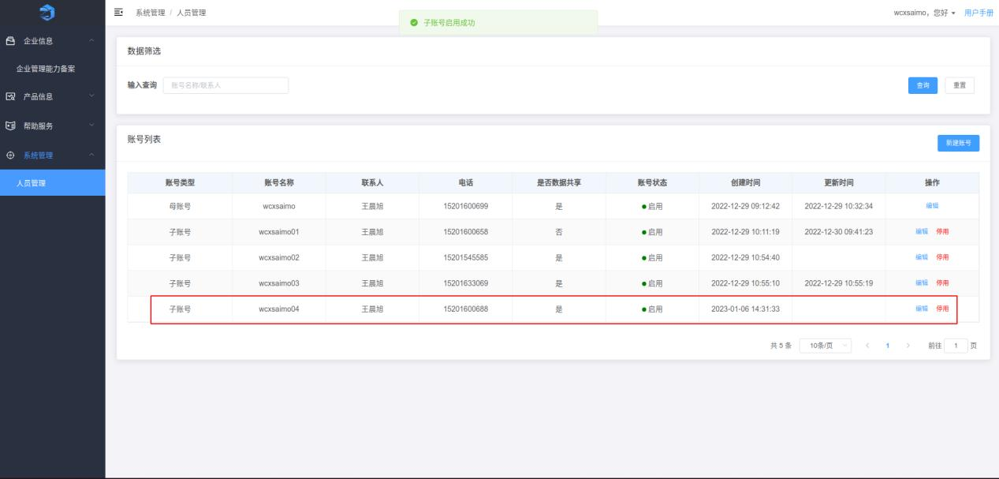 系统管理 / 人员管理
wcxsaimo，您好
用户手册
子账号启用成功
企业信息
企业管理能力备案
产品信息
帮助服务
系统管理
人员管理
数据筛选
输入查询 账号名称/联系人 查询 重置
账号列表
新建账号
账号类型 账号名称 联系人 电话 是否数据共享 账号状态 创建时间 更新时间 操作
母账号 wcxsaimo 王晨旭 15201600699 是 启用 2022-12-29 09:12:42 2022-12-29 10:32:34 编辑
子账号 wcxsaimo01 王晨旭 15201600658 否 启用 2022-12-29 10:11:19 2022-12-30 09:41:23 编辑 停用
子账号 wcxsaimo02 王晨旭 15201545585 是 启用 2022-12-29 10:54:40 编辑 停用
子账号 wcxsaimo03 王晨旭 15201633069 是 启用 2022-12-29 10:55:10 2022-12-29 10:55:19 编辑 停用
子账号 wcxsaimo04 王晨旭 15201600688 是 启用 2023-01-06 14:31:33 编辑 停用
共 5 条 10条/页 1 前往 1 页